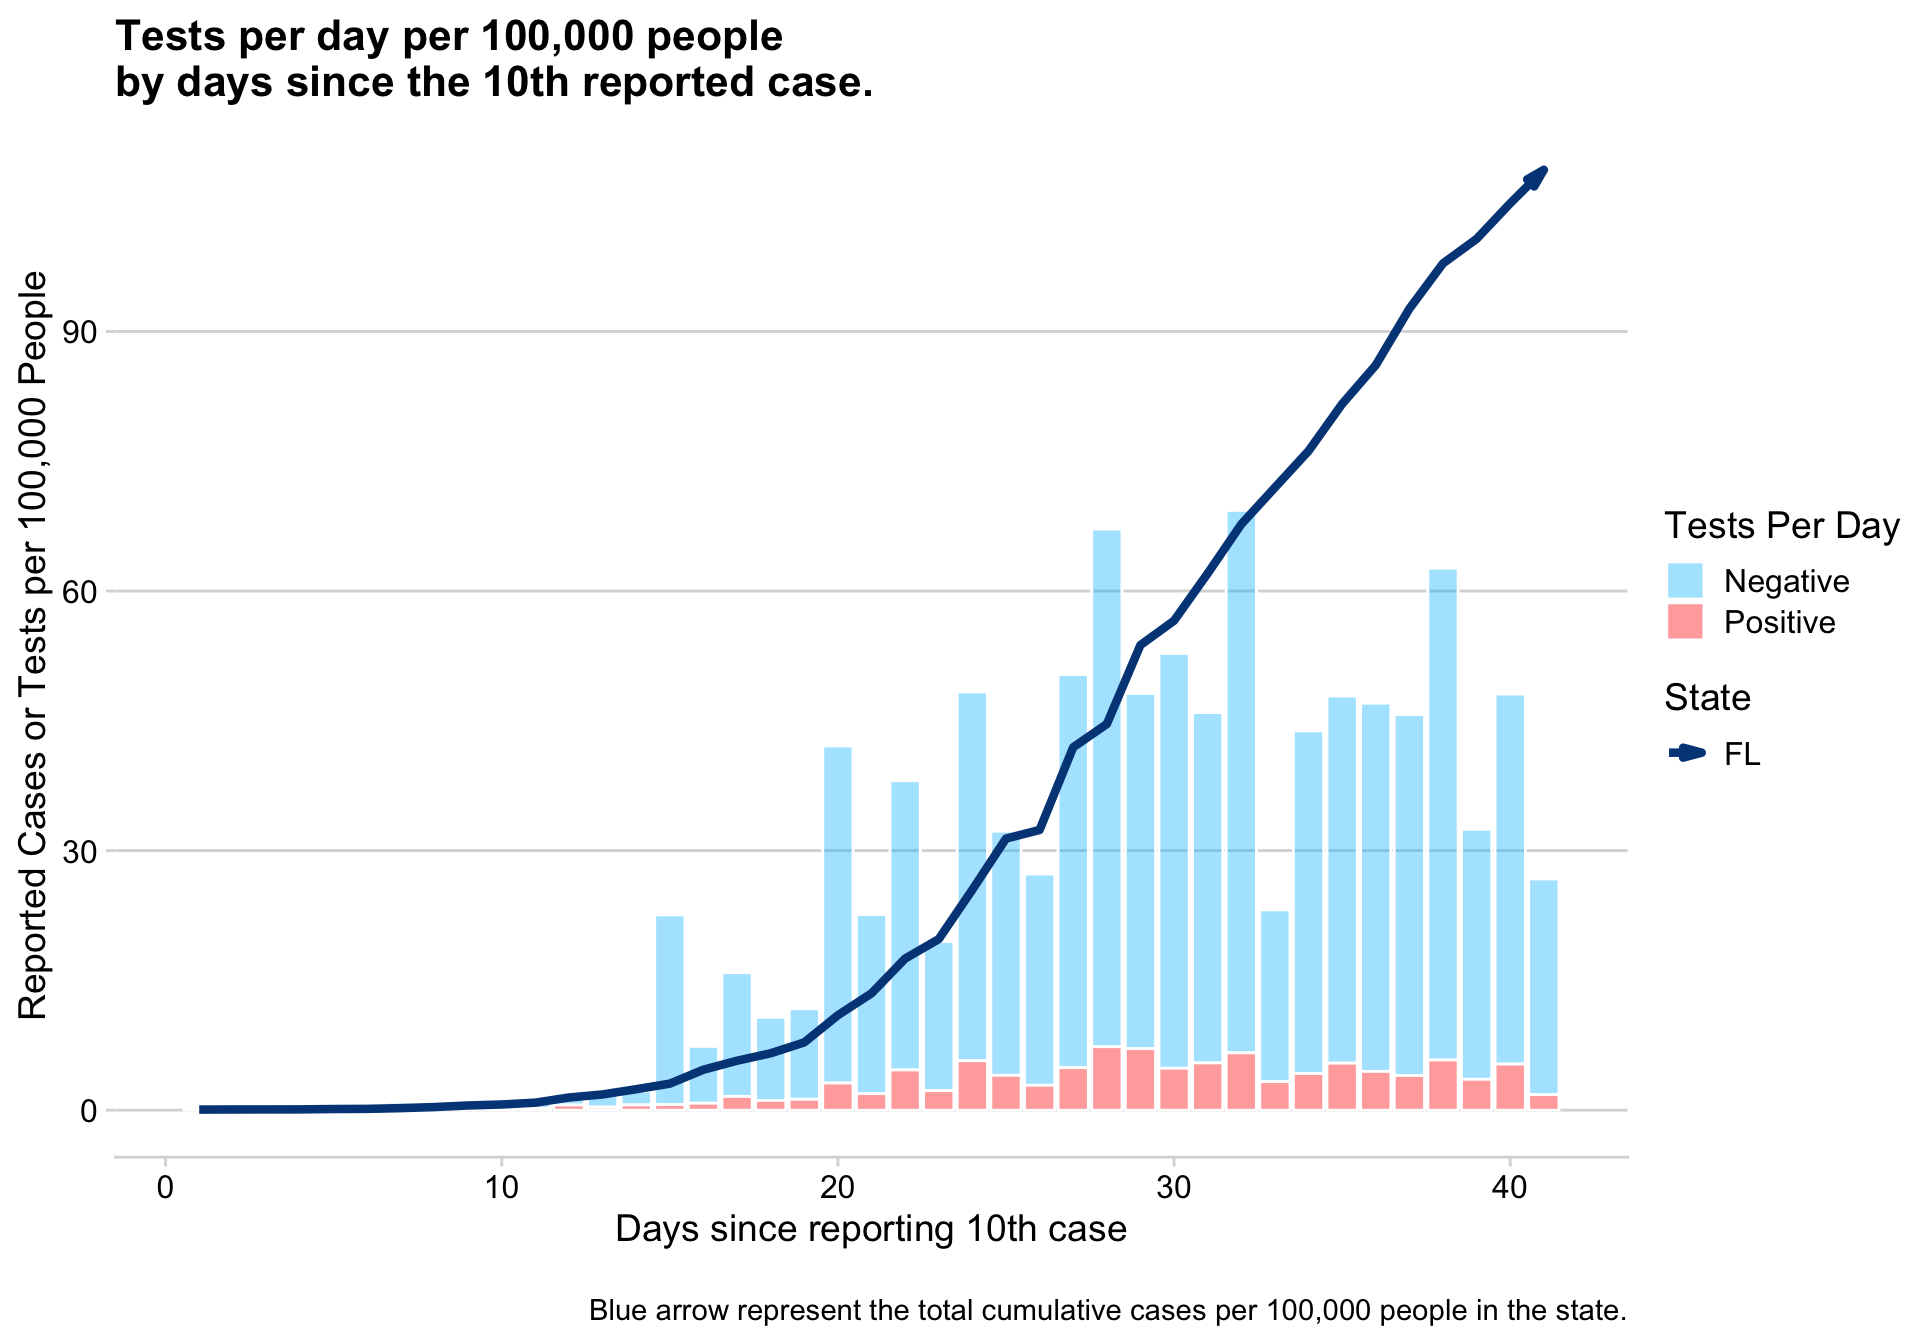 Tests per day per 100,000 people
by days since the 10th reported case.
Reported Cases or Tests per 100,000 People
90
60
30
0
0
10
20
30
40
Days since reporting 10th case
Tests Per Day
Negative
Positive
State
FL
Blue arrow represent the total cumulative cases per 100,000 people in the state.